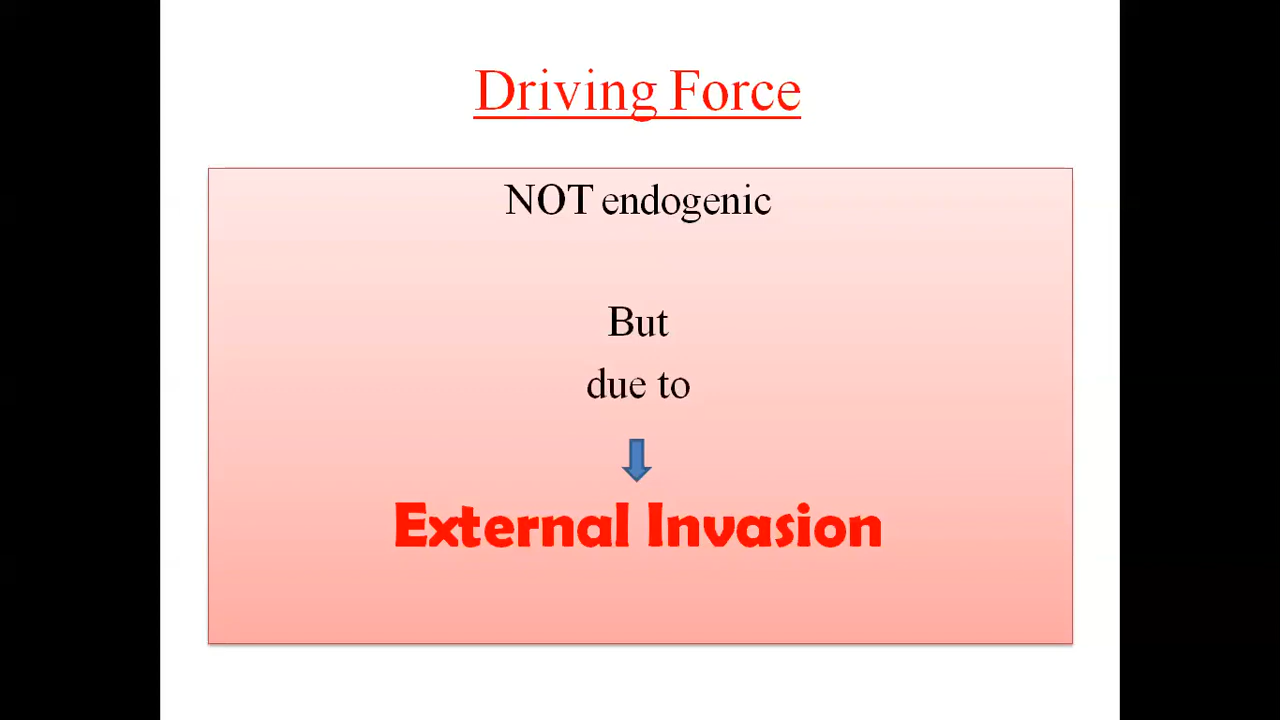 Driving Force
NOT endogenic
But
due to
External Invasion